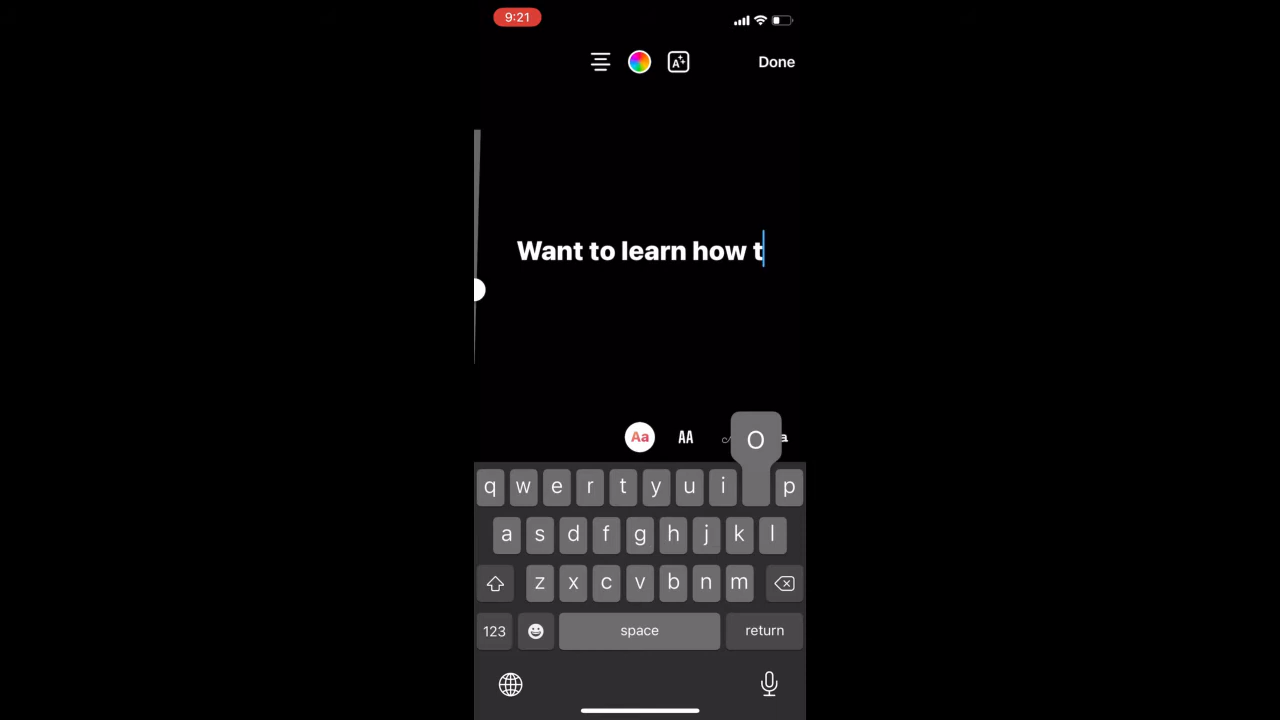 9:21
Done
Want to learn how t
Aa AA a
O
q w e r t y u i p
a s d f g h j k l
z x c v b n m
123 space return